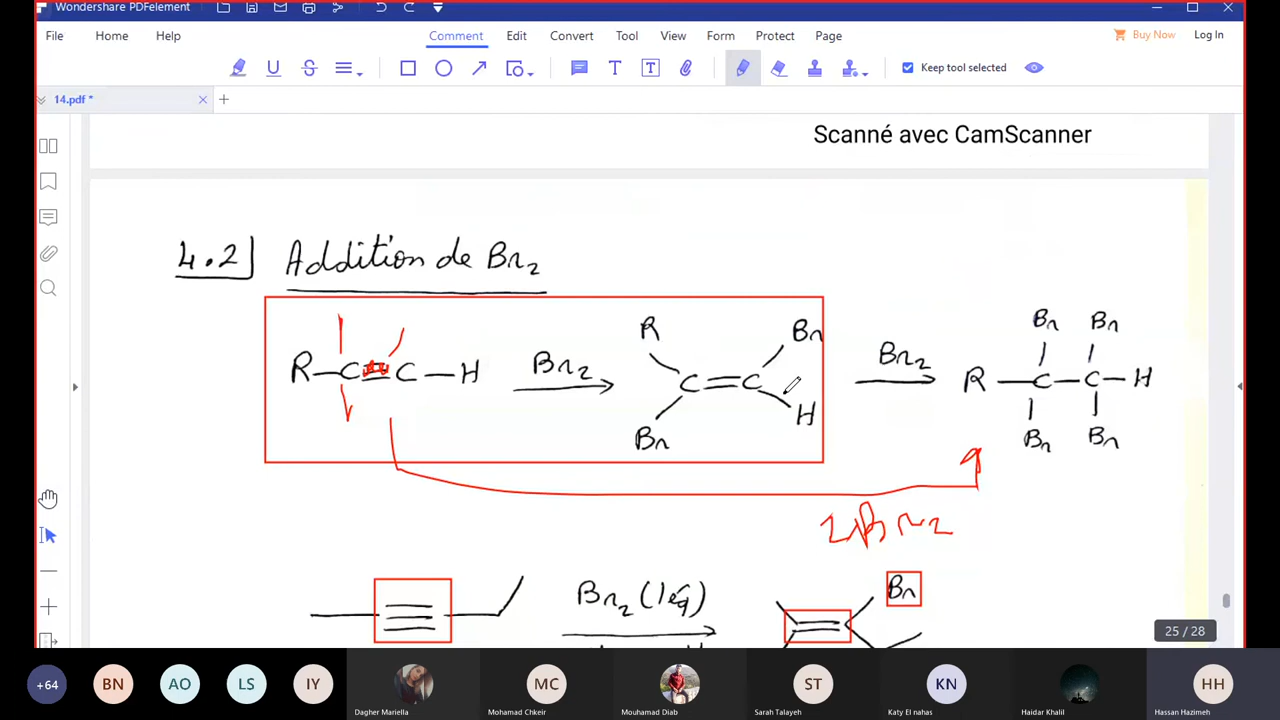 Wondershare PDFelement
File Home Help Comment Edit Convert Tool View Form Protect Page Buy Now Log In
T T Keep tool selected
14.pdf *
Scanné avec CamScanner
4.2] Addition de Br2
R—C≡C—H Br2 R Br C=C Br H Br2 Br Br R—C—C—H Br Br
2Br2
Br2 (1eq) Br
25 / 28
+64 BN AO LS IY MC ST KN HH
Dagher Mariella Mohamad Chkeir Mouhamad Diab Sarah Talayeh Katy El nahas Haidar Khalil Hassan Hazimeh